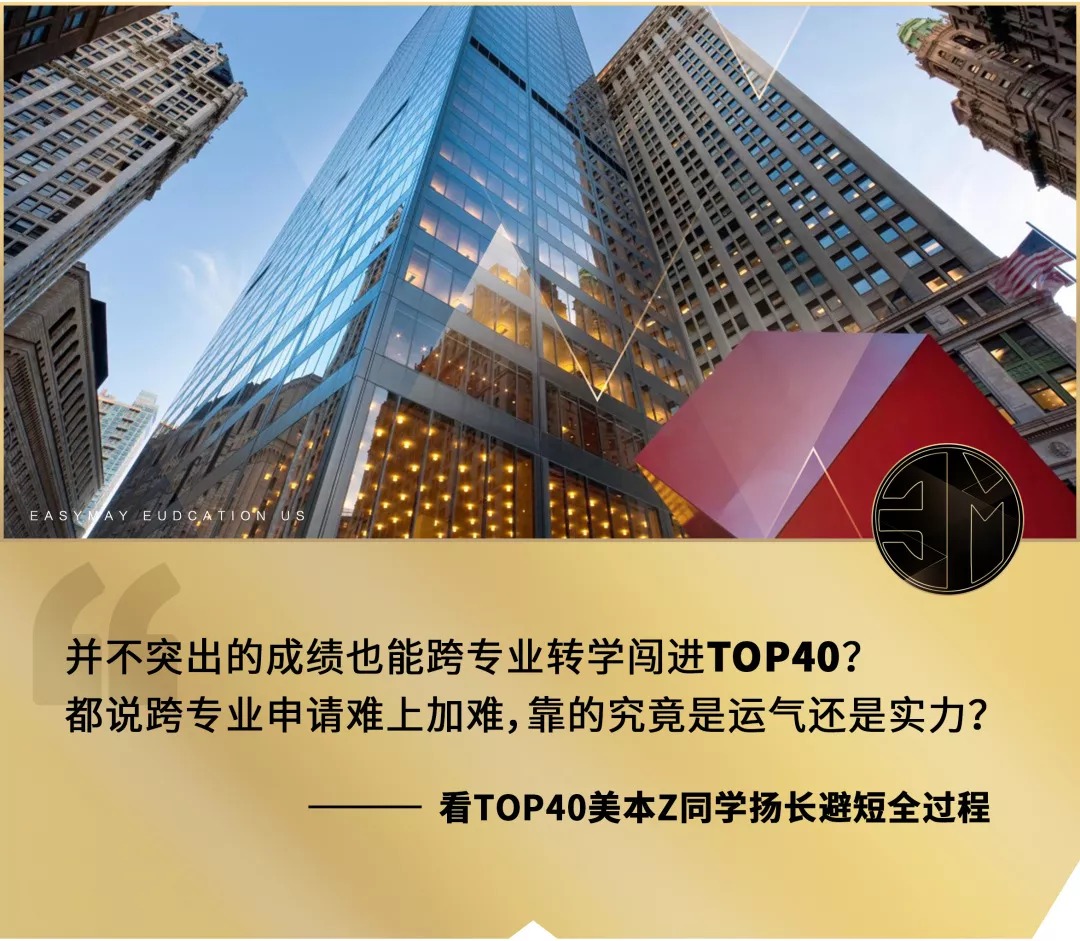 EASYMAY EUDCATION US
并不突出的成绩也能跨专业转学闯进TOP40？
都说跨专业申请难上加难，靠的究竟是运气还是实力？
——看TOP40美本Z同学扬长避短全过程